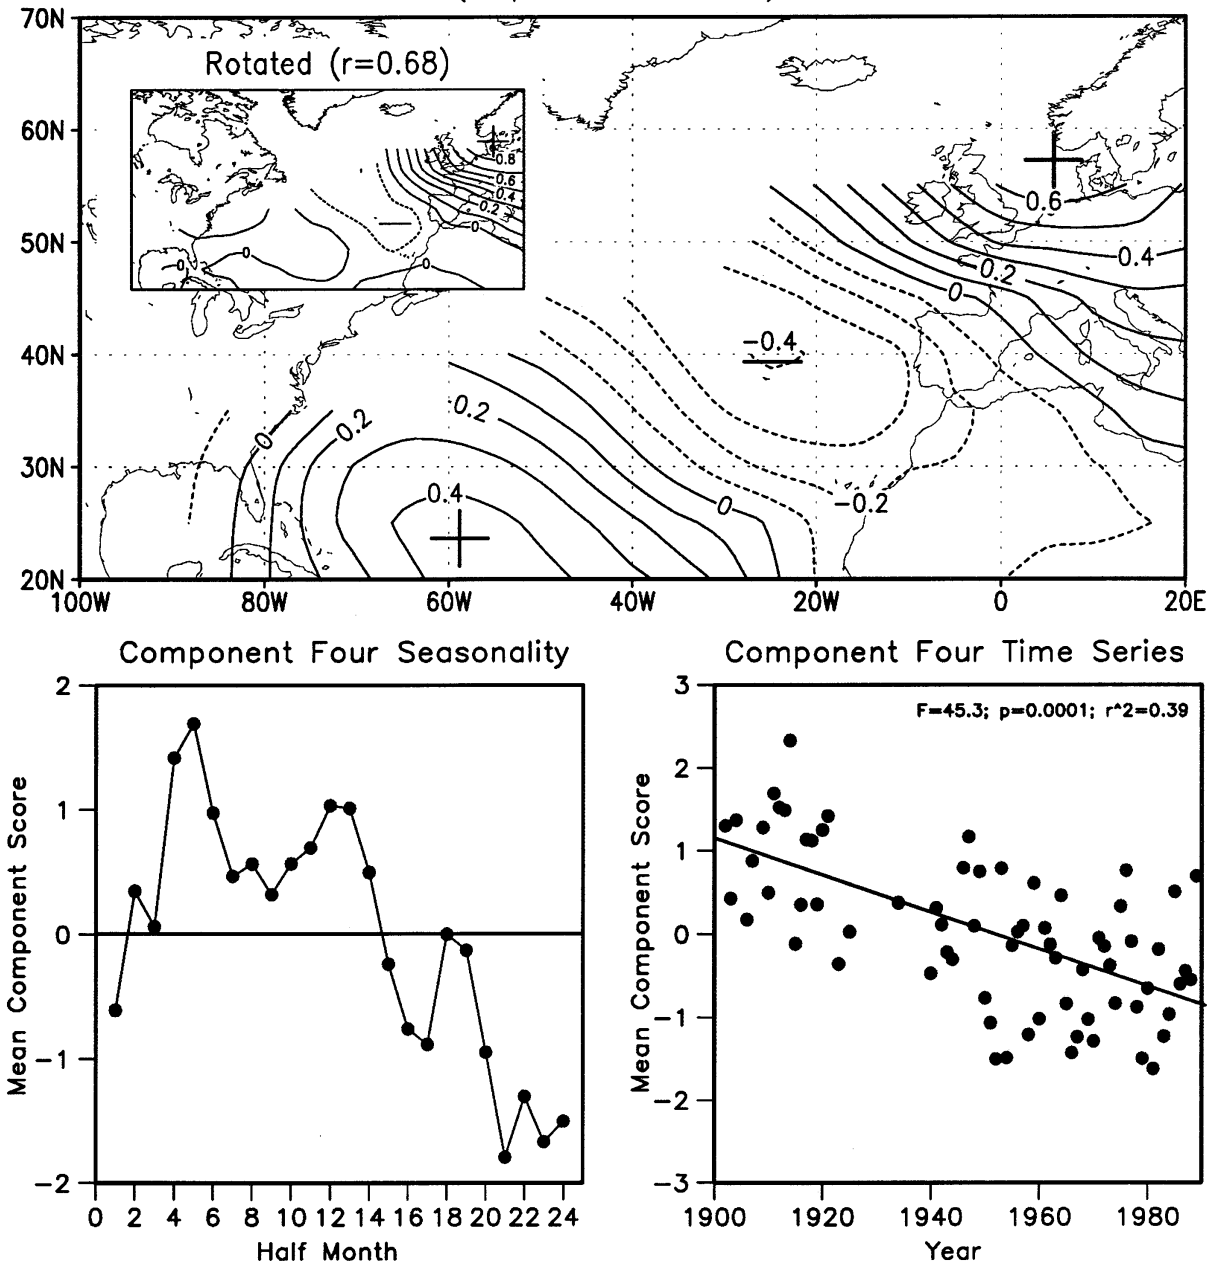 70N
Rotated (r=0.68)
60N
0.8
0.6
0.4
0.2
0
0
0
0
50N
0.6
0.4
0.2
0
40N
-0.4
0.2
0
0.2
30N
0.4
0
-0.2
20N
100W 80W 60W 40W 20W 0 20E
Component Four Seasonality
2
1
0
-1
-2
Mean Component Score
0 2 4 6 8 10 12 14 16 18 20 22 24
Half Month
Component Four Time Series
F=45.3; p=0.0001; r^2=0.39
3
2
1
0
-1
-2
-3
Mean Component Score
1900 1920 1940 1960 1980
Year